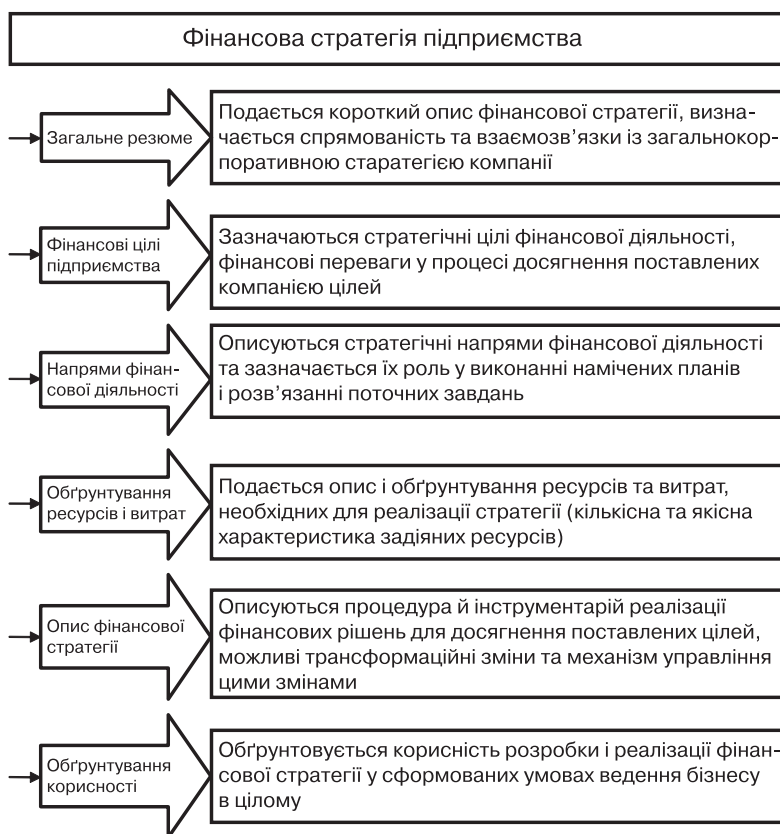 Фінансова стратегія підприємства
Загальне резюме
Подається короткий опис фінансової стратегії, визна-
чається спрямованість та взаємозв’язки із загальнокор-
поративною старатегією компанії
Фінансові цілі
підприємства
Зазначаються стратегічні цілі фінансової діяльності,
фінансові переваги у процесі досягнення поставлених
компанією цілей
Напрями фінан-
сової діяльності
Описуються стратегічні напрями фінансової діяльності
та зазначається їх роль у виконанні намічених планів
і розв’язанні поточних завдань
Обґрунтування
ресурсів і витрат
Подається опис і обґрунтування ресурсів та витрат,
необхідних для реалізації стратегії (кількісна та якісна
характеристика задіяних ресурсів)
Опис фінансової
стратегії
Описуються процедура й інструментарій реалізації
фінансових рішень для досягнення поставлених цілей,
можливі трансформаційні зміни та механізм управління
цими змінами
Обґрунтування
корисності
Обґрунтовується корисність розробки і реалізації фінан-
сової стратегії у сформованих умовах ведення бізнесу
в цілому